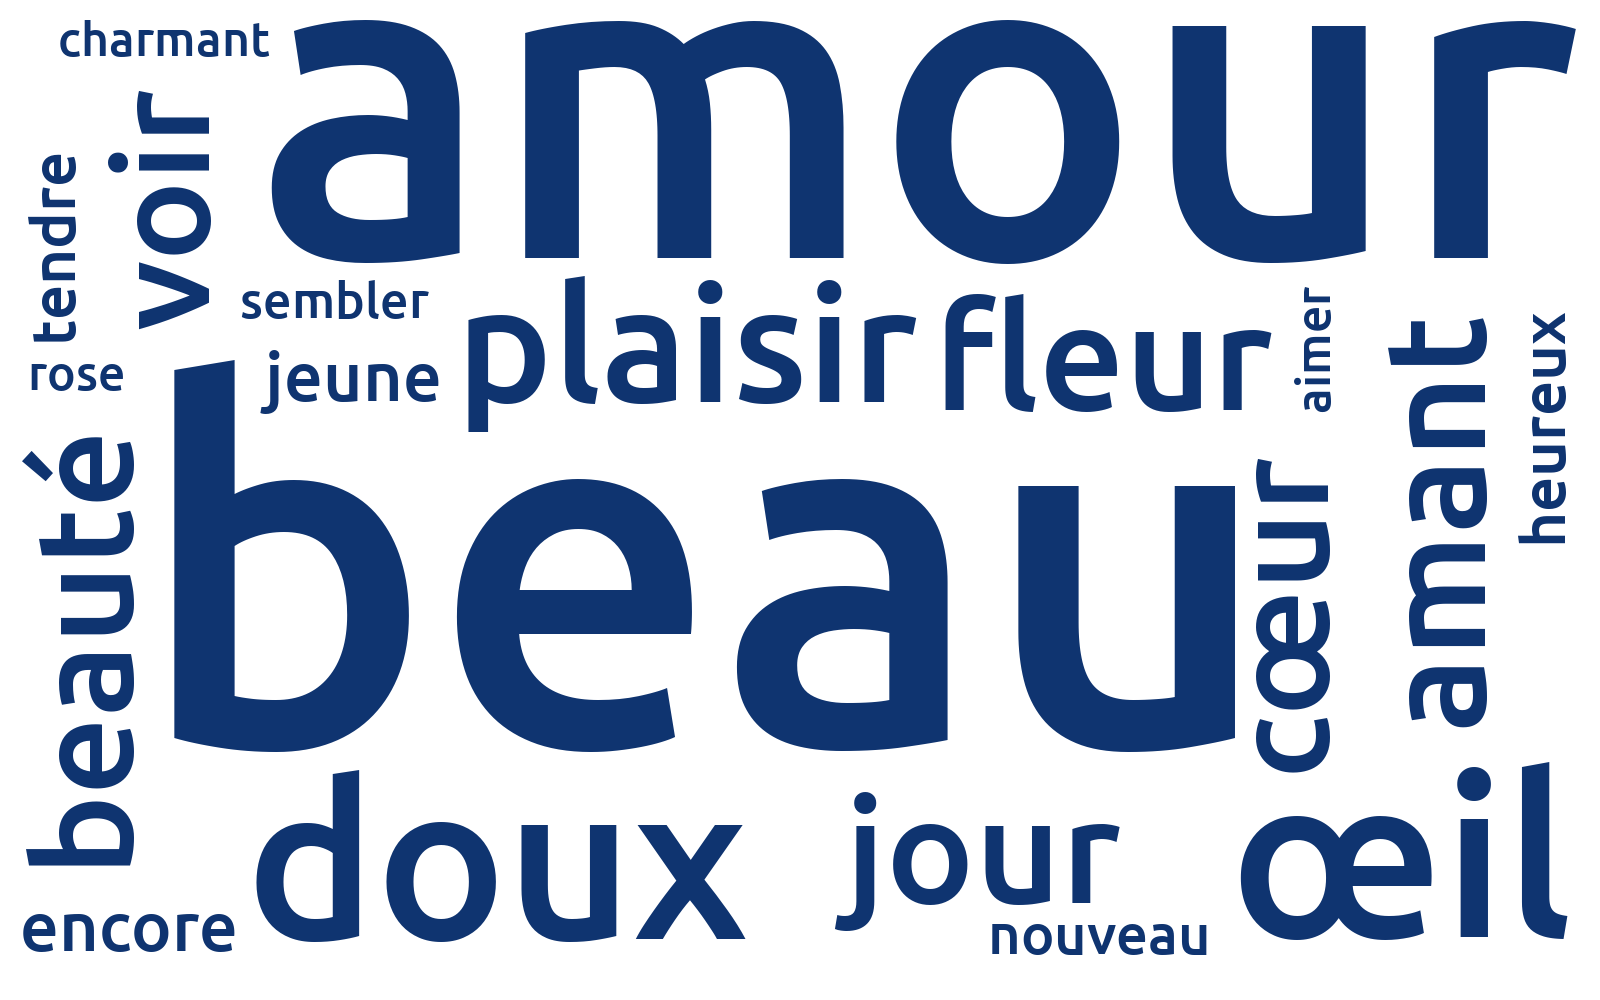 charmant
amour
voir
tendre
sembler
plaisir
fleur
aimer
heureux
rose
jeune
amant
beauté
beau
cœur
doux
jour
œil
encore
nouveau